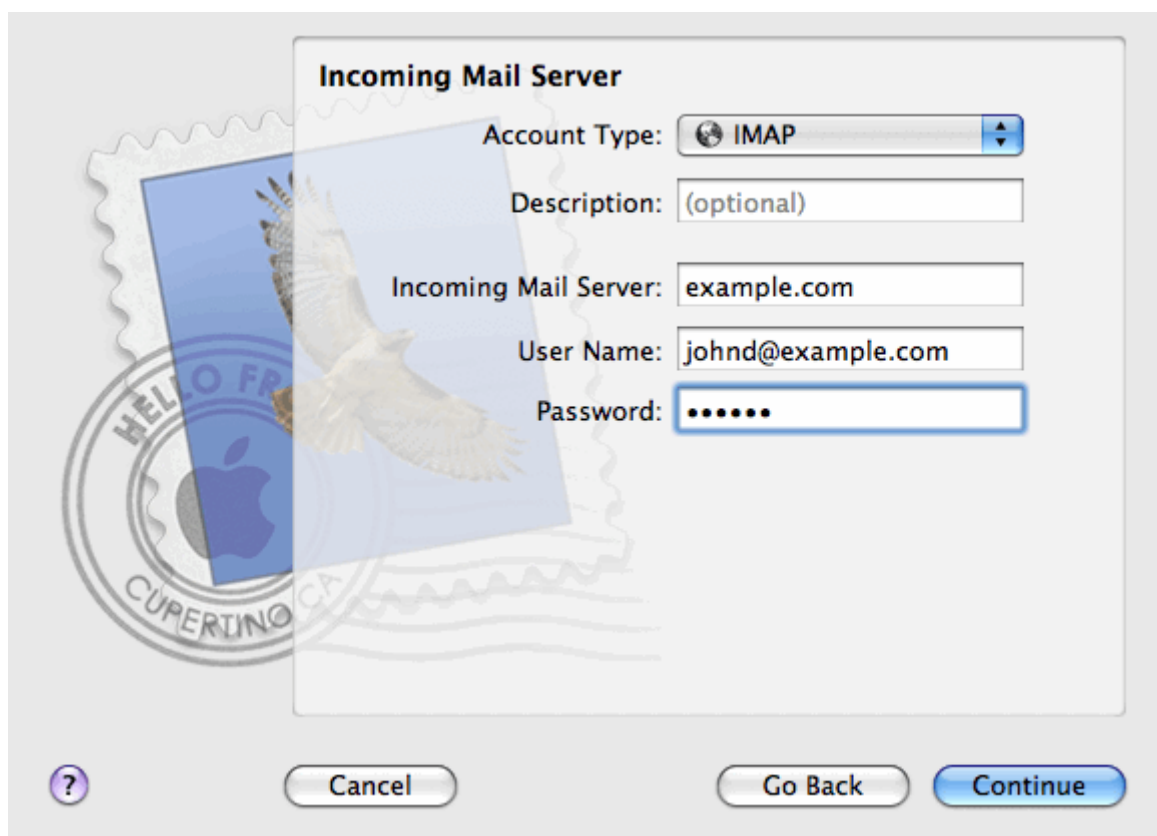 Incoming Mail Server
Account Type: IMAP
Description: (optional)
Incoming Mail Server: example.com
User Name: johnd@example.com
Password: ••••••
HELLO FR
CUPERTINO CA
? Cancel Go Back Continue